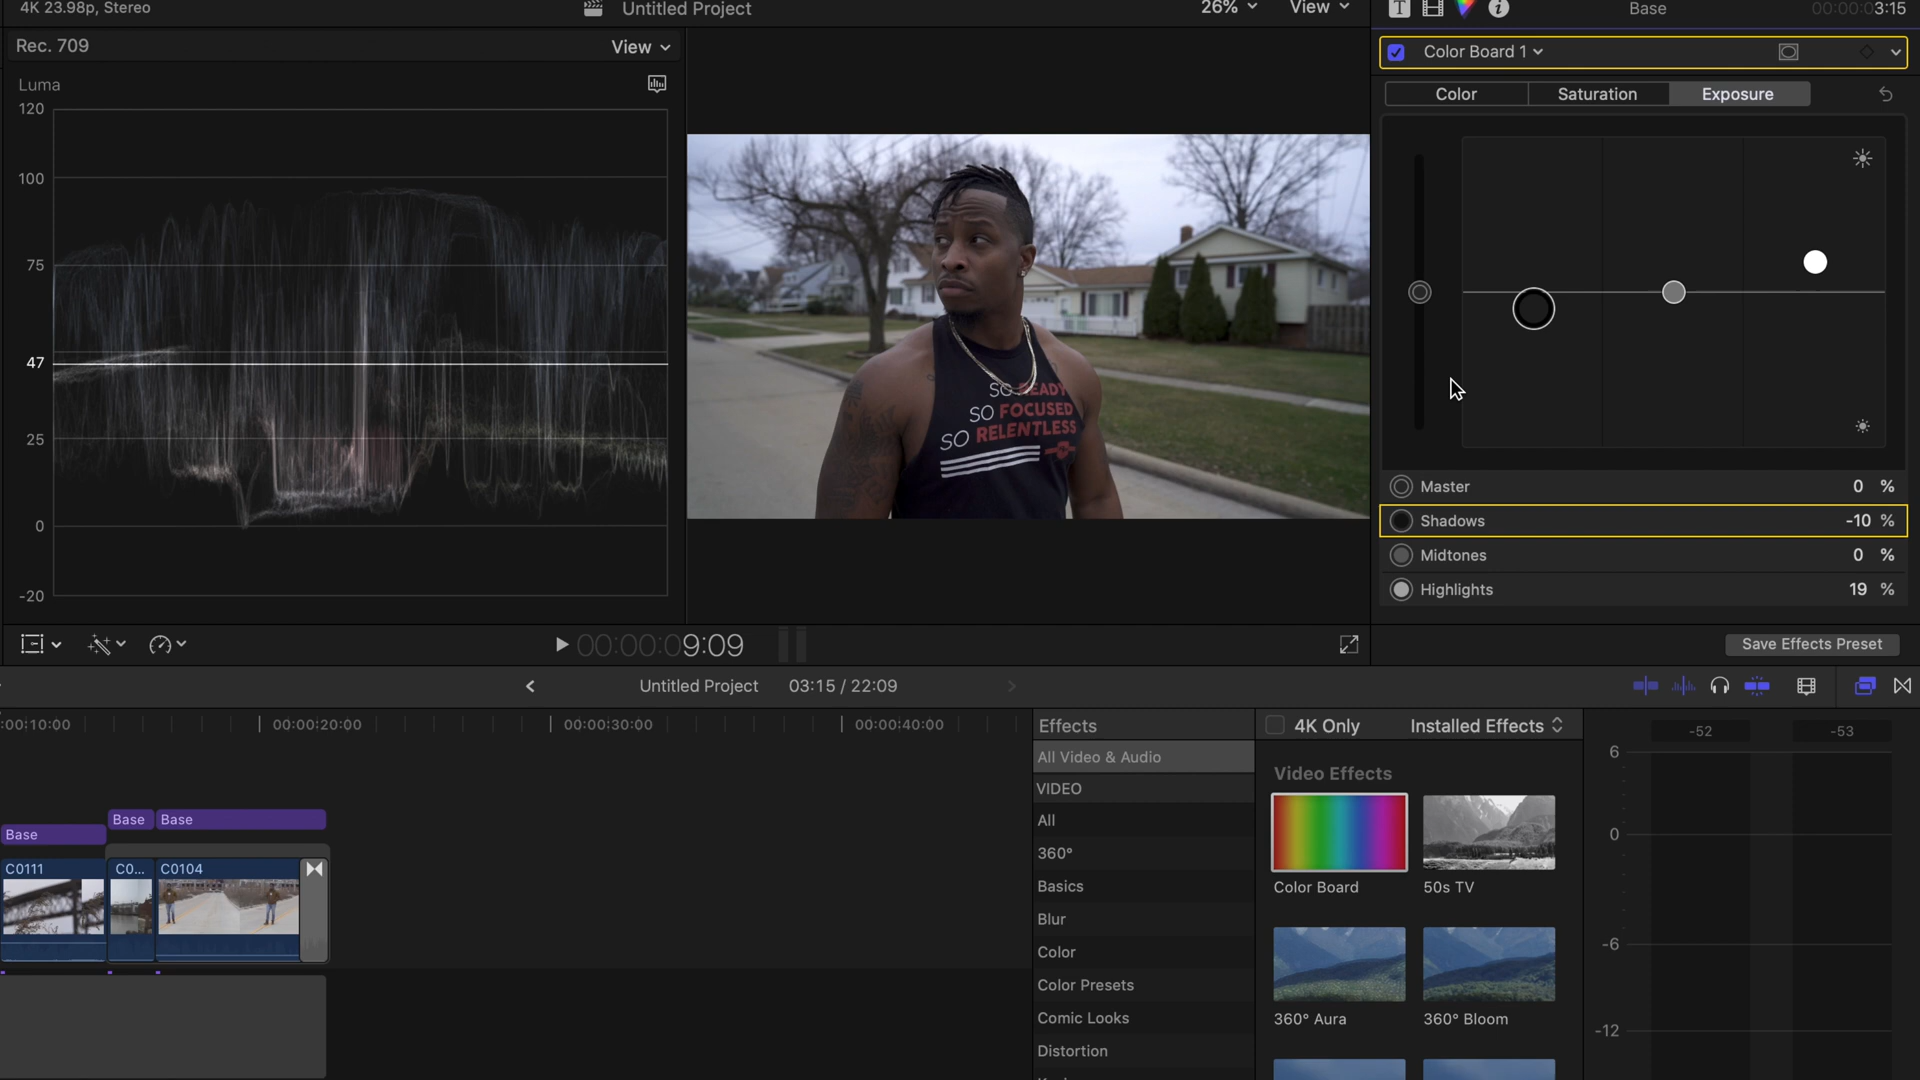 4K 23.98p, Stereo
Untitled Project
26%
View
Base
00:00:03:15
Rec. 709
View
Color Board 1
Luma
Color
Saturation
Exposure
120
100
75
47
25
0
-20
SO READY
SO FOCUSED
SO RELENTLESS
Master
0 %
Shadows
-10 %
Midtones
0 %
Highlights
19 %
00:00:09:09
Save Effects Preset
Untitled Project
03:15 / 22:09
:00:10:00
00:00:20:00
00:00:30:00
00:00:40:00
Effects
4K Only
Installed Effects
-52
-53
All Video & Audio
VIDEO
All
360°
Basics
Blur
Color
Color Presets
Comic Looks
Distortion
Video Effects
Color Board
50s TV
360° Aura
360° Bloom
6
0
-6
-12
Base
Base
Base
C0111
C0...
C0104